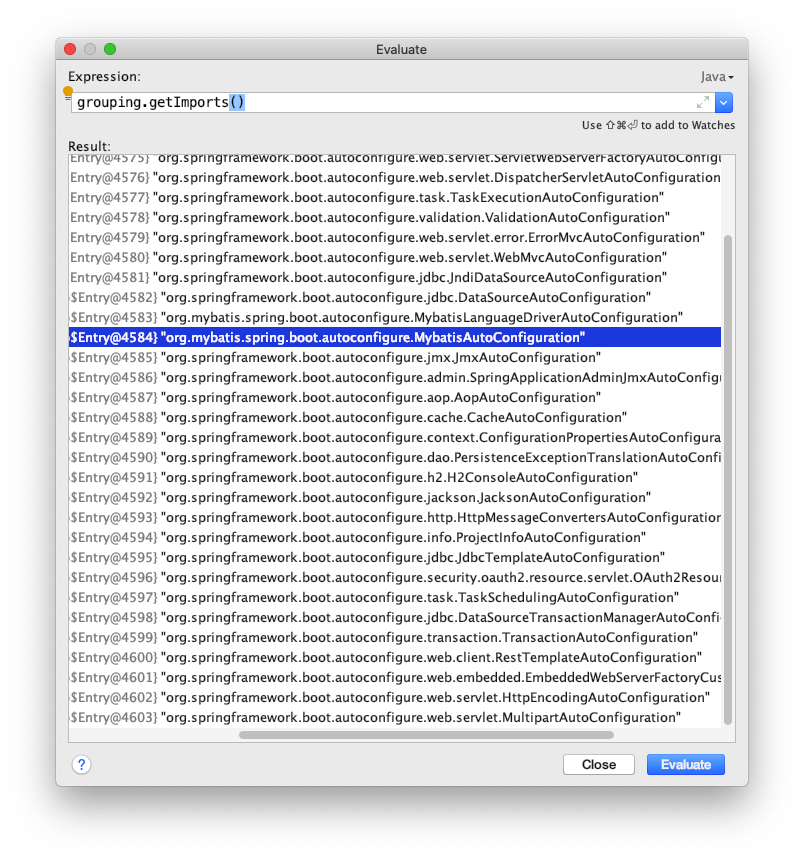 Evaluate
Expression:
Java
grouping.getImports()
Use ⇧⌘⏎ to add to Watches
Result:
Entry@4575} "org.springframework.boot.autoconfigure.web.servlet.ServletWebServerFactoryAutoConfigu
Entry@4576} "org.springframework.boot.autoconfigure.web.servlet.DispatcherServletAutoConfiguration
Entry@4577} "org.springframework.boot.autoconfigure.task.TaskExecutionAutoConfiguration"
Entry@4578} "org.springframework.boot.autoconfigure.validation.ValidationAutoConfiguration"
Entry@4579} "org.springframework.boot.autoconfigure.web.servlet.error.ErrorMvcAutoConfiguration"
Entry@4580} "org.springframework.boot.autoconfigure.web.servlet.WebMvcAutoConfiguration"
Entry@4581} "org.springframework.boot.autoconfigure.jdbc.JndiDataSourceAutoConfiguration"
$Entry@4582} "org.springframework.boot.autoconfigure.jdbc.DataSourceAutoConfiguration"
$Entry@4583} "org.mybatis.spring.boot.autoconfigure.MybatisLanguageDriverAutoConfiguration"
$Entry@4584} "org.mybatis.spring.boot.autoconfigure.MybatisAutoConfiguration"
$Entry@4585} "org.springframework.boot.autoconfigure.jmx.JmxAutoConfiguration"
$Entry@4586} "org.springframework.boot.autoconfigure.admin.SpringApplicationAdminJmxAutoConfigu
$Entry@4587} "org.springframework.boot.autoconfigure.aop.AopAutoConfiguration"
$Entry@4588} "org.springframework.boot.autoconfigure.cache.CacheAutoConfiguration"
$Entry@4589} "org.springframework.boot.autoconfigure.context.ConfigurationPropertiesAutoConfigura
$Entry@4590} "org.springframework.boot.autoconfigure.dao.PersistenceExceptionTranslationAutoConfi
$Entry@4591} "org.springframework.boot.autoconfigure.h2.H2ConsoleAutoConfiguration"
$Entry@4592} "org.springframework.boot.autoconfigure.jackson.JacksonAutoConfiguration"
$Entry@4593} "org.springframework.boot.autoconfigure.http.HttpMessageConvertersAutoConfiguration
$Entry@4594} "org.springframework.boot.autoconfigure.info.ProjectInfoAutoConfiguration"
$Entry@4595} "org.springframework.boot.autoconfigure.jdbc.JdbcTemplateAutoConfiguration"
$Entry@4596} "org.springframework.boot.autoconfigure.security.oauth2.resource.servlet.OAuth2Resou
$Entry@4597} "org.springframework.boot.autoconfigure.task.TaskSchedulingAutoConfiguration"
$Entry@4598} "org.springframework.boot.autoconfigure.jdbc.DataSourceTransactionManagerAutoConfi
$Entry@4599} "org.springframework.boot.autoconfigure.transaction.TransactionAutoConfiguration"
$Entry@4600} "org.springframework.boot.autoconfigure.web.client.RestTemplateAutoConfiguration"
$Entry@4601} "org.springframework.boot.autoconfigure.web.embedded.EmbeddedWebServerFactoryCus
$Entry@4602} "org.springframework.boot.autoconfigure.web.servlet.HttpEncodingAutoConfiguration"
$Entry@4603} "org.springframework.boot.autoconfigure.web.servlet.MultipartAutoConfiguration"
?
Close
Evaluate